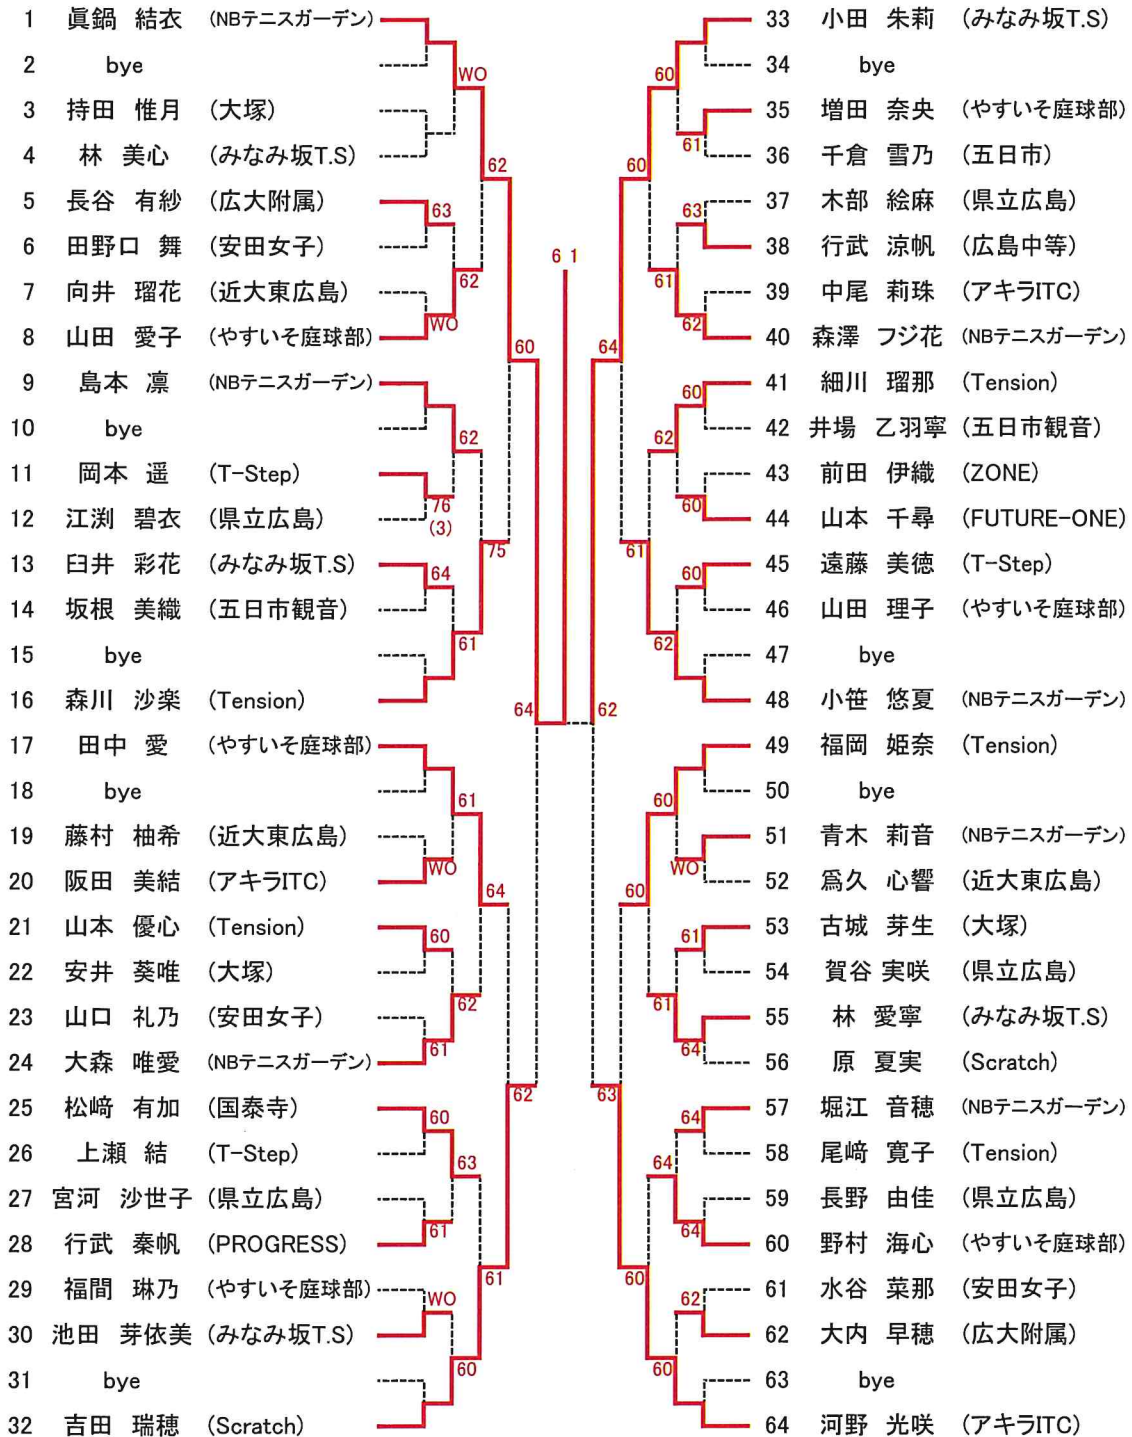 1 眞鍋 結衣 (NBテニスガーデン)
2 bye
WO
3 持田 惟月 (大塚)
4 林 美心 (みなみ坂T.S)
62
5 長谷 有紗 (広大附属)
63
6 田野口 舞 (安田女子)
62
7 向井 瑠花 (近大東広島)
WO
8 山田 愛子 (やすいそ庭球部)
60
9 島本 凛 (NBテニスガーデン)
10 bye
62
11 岡本 遥 (T-Step)
76
(3)
12 江渕 碧衣 (県立広島)
75
13 臼井 彩花 (みなみ坂T.S)
64
14 坂根 美織 (五日市観音)
61
15 bye
16 森川 沙楽 (Tension)
64
17 田中 愛 (やすいそ庭球部)
18 bye
61
19 藤村 柚希 (近大東広島)
WO
20 阪田 美結 (アキラITC)
64
21 山本 優心 (Tension)
60
22 安井 葵唯 (大塚)
62
23 山口 礼乃 (安田女子)
61
24 大森 唯愛 (NBテニスガーデン)
62
25 松﨑 有加 (国泰寺)
60
26 上瀬 結 (T-Step)
63
27 宮河 沙世子 (県立広島)
61
28 行武 秦帆 (PROGRESS)
61
29 福間 琳乃 (やすいそ庭球部)
WO
30 池田 芽依美 (みなみ坂T.S)
60
31 bye
32 吉田 瑞穂 (Scratch)
6 1
33 小田 朱莉 (みなみ坂T.S)
34 bye
60
35 増田 奈央 (やすいそ庭球部)
61
36 千倉 雪乃 (五日市)
60
37 木部 絵麻 (県立広島)
63
38 行武 涼帆 (広島中等)
61
39 中尾 莉珠 (アキラITC)
62
40 森澤 フジ花 (NBテニスガーデン)
64
41 細川 瑠那 (Tension)
60
42 井場 乙羽寧 (五日市観音)
62
43 前田 伊織 (ZONE)
60
44 山本 千尋 (FUTURE-ONE)
61
45 遠藤 美徳 (T-Step)
60
46 山田 理子 (やすいそ庭球部)
62
47 bye
48 小笹 悠夏 (NBテニスガーデン)
62
49 福岡 姫奈 (Tension)
50 bye
60
51 青木 莉音 (NBテニスガーデン)
WO
52 爲久 心響 (近大東広島)
60
53 古城 芽生 (大塚)
61
54 賀谷 実咲 (県立広島)
61
55 林 愛寧 (みなみ坂T.S)
64
56 原 夏実 (Scratch)
63
57 堀江 音穂 (NBテニスガーデン)
64
58 尾﨑 寛子 (Tension)
64
59 長野 由佳 (県立広島)
64
60 野村 海心 (やすいそ庭球部)
60
61 水谷 菜那 (安田女子)
62
62 大内 早穂 (広大附属)
60
63 bye
64 河野 光咲 (アキラITC)